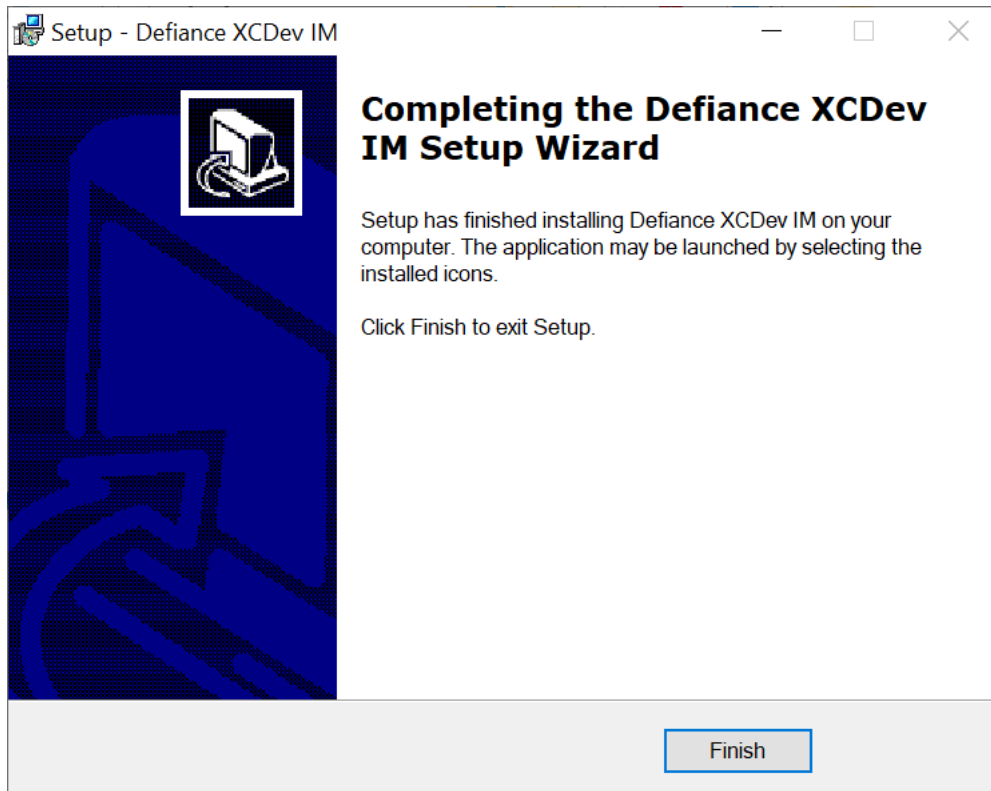 Setup - Defiance XCDev IM
Completing the Defiance XCDev
IM Setup Wizard
Setup has finished installing Defiance XCDev IM on your
computer. The application may be launched by selecting the
installed icons.
Click Finish to exit Setup.
Finish